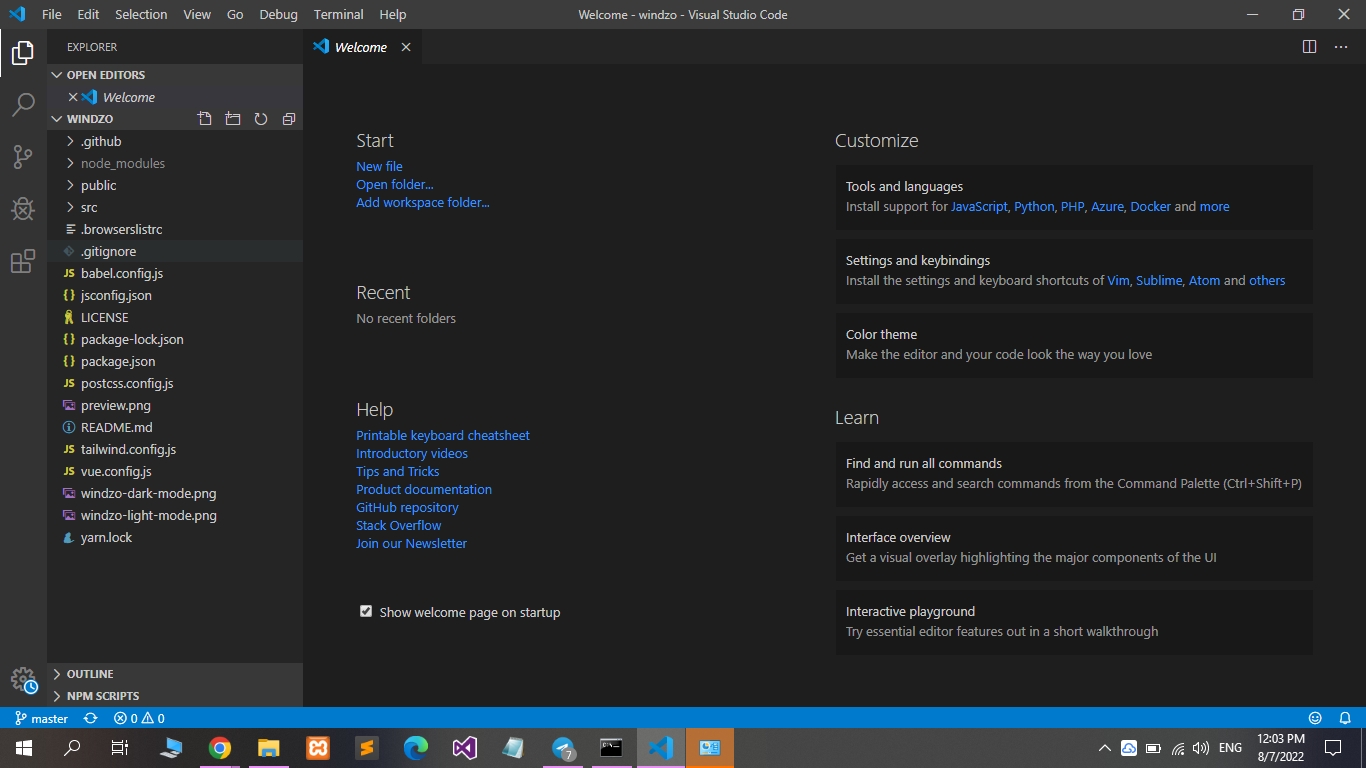 File Edit Selection View Go Debug Terminal Help
Welcome - windzo - Visual Studio Code
EXPLORER
OPEN EDITORS
Welcome
WINDZO
.github
node_modules
public
src
.browserslistrc
.gitignore
JS babel.config.js
{} jsconfig.json
LICENSE
{} package-lock.json
{} package.json
JS postcss.config.js
preview.png
README.md
JS tailwind.config.js
JS vue.config.js
windzo-dark-mode.png
windzo-light-mode.png
yarn.lock
OUTLINE
NPM SCRIPTS
Welcome
Start
New file
Open folder...
Add workspace folder...
Recent
No recent folders
Help
Printable keyboard cheatsheet
Introductory videos
Tips and Tricks
Product documentation
GitHub repository
Stack Overflow
Join our Newsletter
Show welcome page on startup
Customize
Tools and languages
Install support for JavaScript, Python, PHP, Azure, Docker and more
Settings and keybindings
Install the settings and keyboard shortcuts of Vim, Sublime, Atom and others
Color theme
Make the editor and your code look the way you love
Learn
Find and run all commands
Rapidly access and search commands from the Command Palette (Ctrl+Shift+P)
Interface overview
Get a visual overlay highlighting the major components of the UI
Interactive playground
Try essential editor features out in a short walkthrough
master 0 0
7
ENG
12:03 PM
8/7/2022